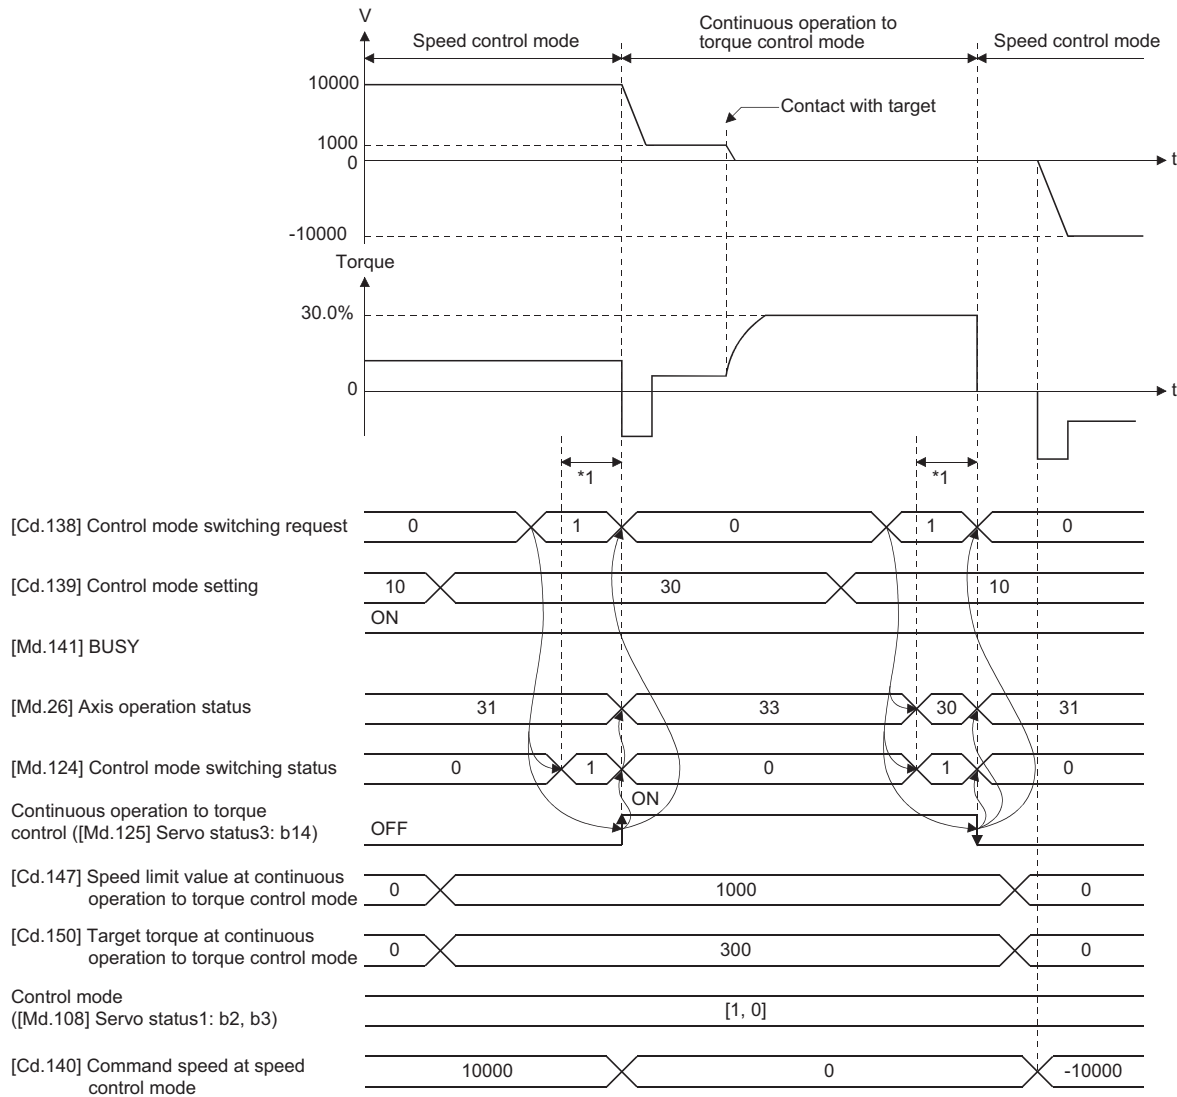 V
Speed control mode
Continuous operation to
torque control mode
Speed control mode
10000
Contact with target
1000
0
t
-10000
Torque
30.0%
0
t
*1
*1
[Cd.138] Control mode switching request
0
1
0
1
0
[Cd.139] Control mode setting
10
30
10
ON
[Md.141] BUSY
[Md.26] Axis operation status
31
33
30
31
[Md.124] Control mode switching status
0
1
0
1
0
Continuous operation to torque
control ([Md.125] Servo status3: b14)
OFF
ON
[Cd.147] Speed limit value at continuous
operation to torque control mode
0
1000
0
[Cd.150] Target torque at continuous
operation to torque control mode
0
300
0
Control mode
([Md.108] Servo status1: b2, b3)
[1, 0]
[Cd.140] Command speed at speed
control mode
10000
0
-10000